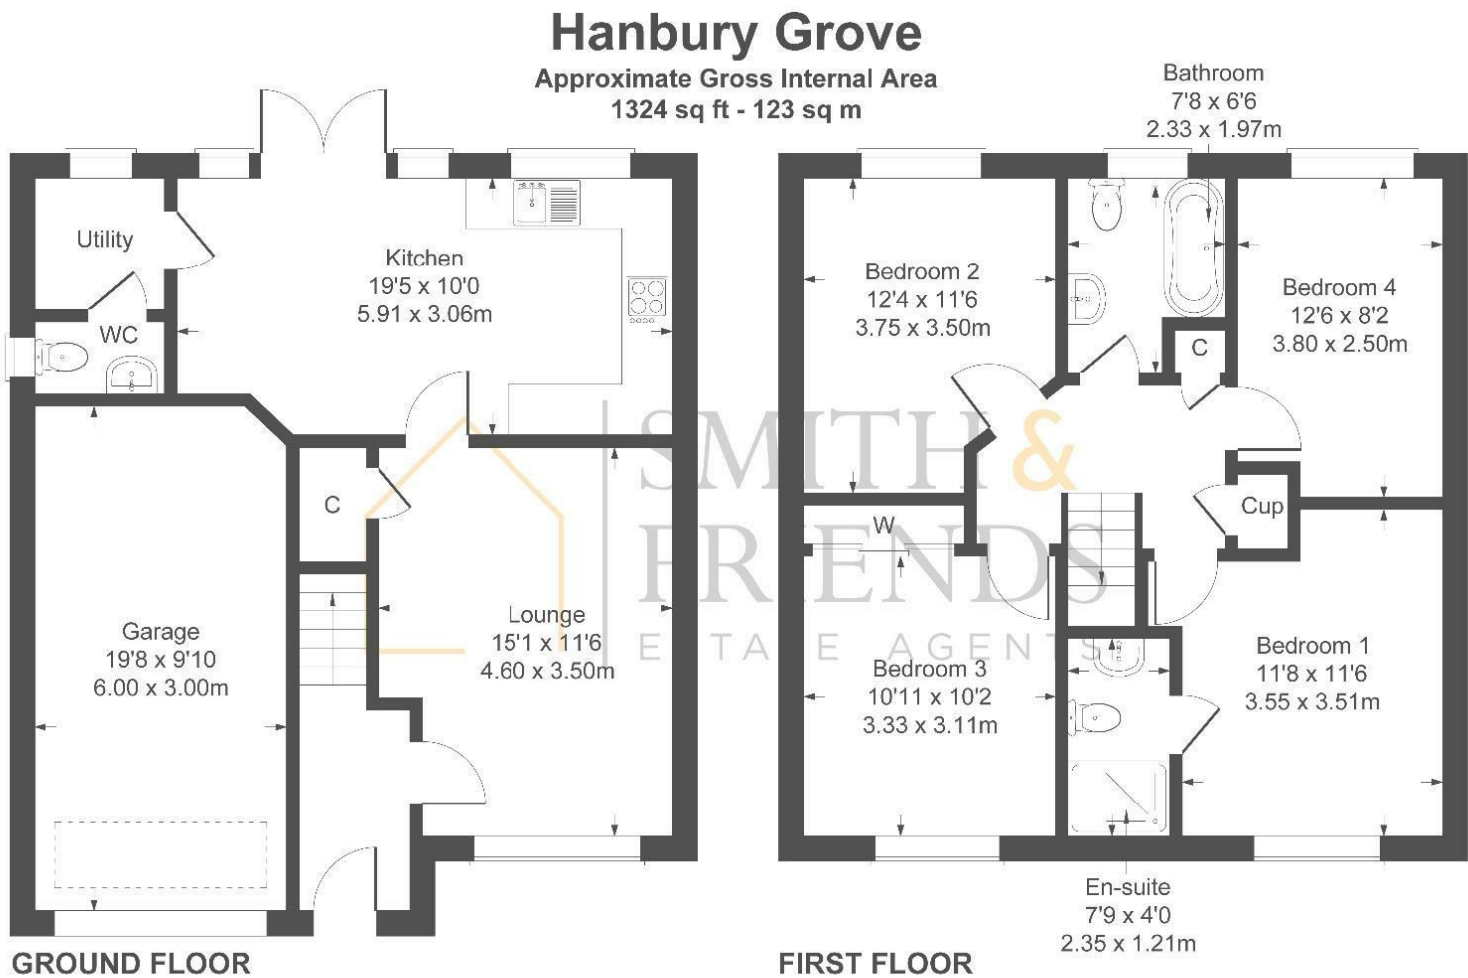 Hanbury Grove
Approximate Gross Internal Area
1324 sq ft - 123 sq m
Utility
WC
Kitchen
19'5 x 10'0
5.91 x 3.06m
C
Garage
19'8 x 9'10
6.00 x 3.00m
Lounge
15'1 x 11'6
4.60 x 3.50m
GROUND FLOOR
Bathroom
7'8 x 6'6
2.33 x 1.97m
Bedroom 2
12'4 x 11'6
3.75 x 3.50m
Bedroom 4
12'6 x 8'2
3.80 x 2.50m
C
Cup
W
Bedroom 3
10'11 x 10'2
3.33 x 3.11m
Bedroom 1
11'8 x 11'6
3.55 x 3.51m
En-suite
7'9 x 4'0
2.35 x 1.21m
FIRST FLOOR
SMITH &
FRIENDS
ESTATE AGENTS